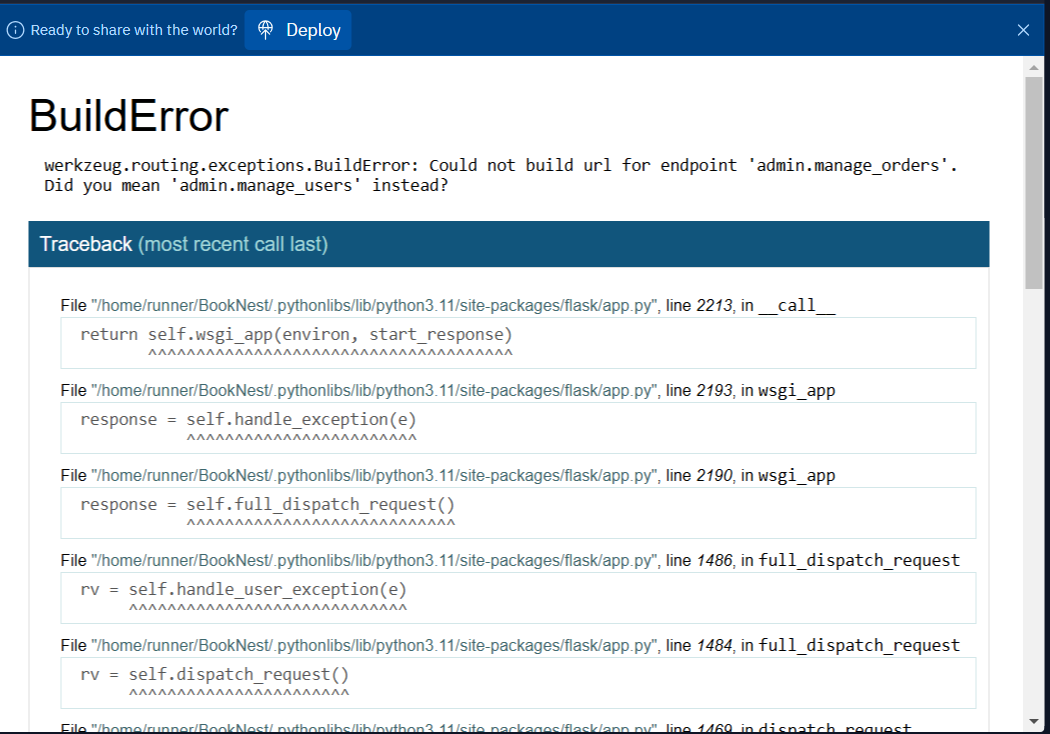 Ready to share with the world? Deploy
BuildError
werkzeug.routing.exceptions.BuildError: Could not build url for endpoint 'admin.manage_orders'.
Did you mean 'admin.manage_users' instead?
Traceback (most recent call last)
File "/home/runner/BookNest/.pythonlibs/lib/python3.11/site-packages/flask/app.py", line 2213, in __call__
return self.wsgi_app(environ, start_response)
^^^^^^^^^^^^^^^^^^^^^^^^^^^^^^^^^^^^^^
File "/home/runner/BookNest/.pythonlibs/lib/python3.11/site-packages/flask/app.py", line 2193, in wsgi_app
response = self.handle_exception(e)
^^^^^^^^^^^^^^^^^^^^^^^^
File "/home/runner/BookNest/.pythonlibs/lib/python3.11/site-packages/flask/app.py", line 2190, in wsgi_app
response = self.full_dispatch_request()
^^^^^^^^^^^^^^^^^^^^^^^^^^^^
File "/home/runner/BookNest/.pythonlibs/lib/python3.11/site-packages/flask/app.py", line 1486, in full_dispatch_request
rv = self.handle_user_exception(e)
^^^^^^^^^^^^^^^^^^^^^^^^^^^^^
File "/home/runner/BookNest/.pythonlibs/lib/python3.11/site-packages/flask/app.py", line 1484, in full_dispatch_request
rv = self.dispatch_request()
^^^^^^^^^^^^^^^^^^^^^^^
File "/home/runner/BookNest/.pythonlibs/lib/python3.11/site-packages/flask/app.py", line 1469, in dispatch_request